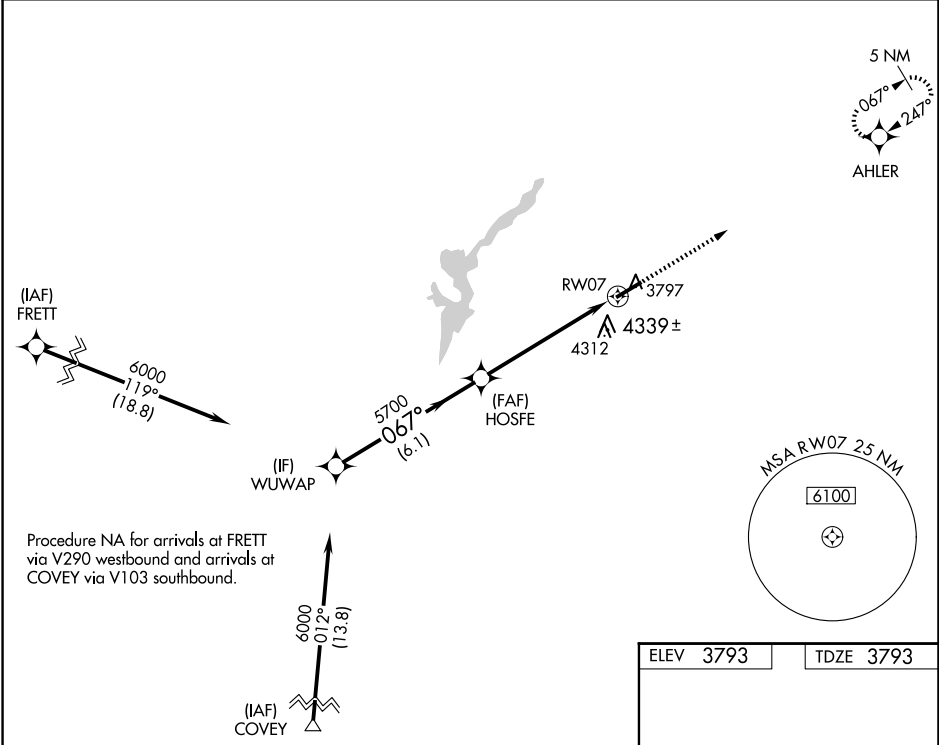 5 NM
067°
247°
AHLER
RW07
3797
4339±
4312
(IAF)
FRETT
6000
119°
(18.8)
5700
067°
(6.1)
(FAF)
HOSFE
(IF)
WUWAP
MSA RW07 25 NM
6100
Procedure NA for arrivals at FRETT
via V290 westbound and arrivals at
COVEY via V103 southbound.
6000
012°
(13.8)
(IAF)
COVEY
ELEV 3793
TDZE 3793